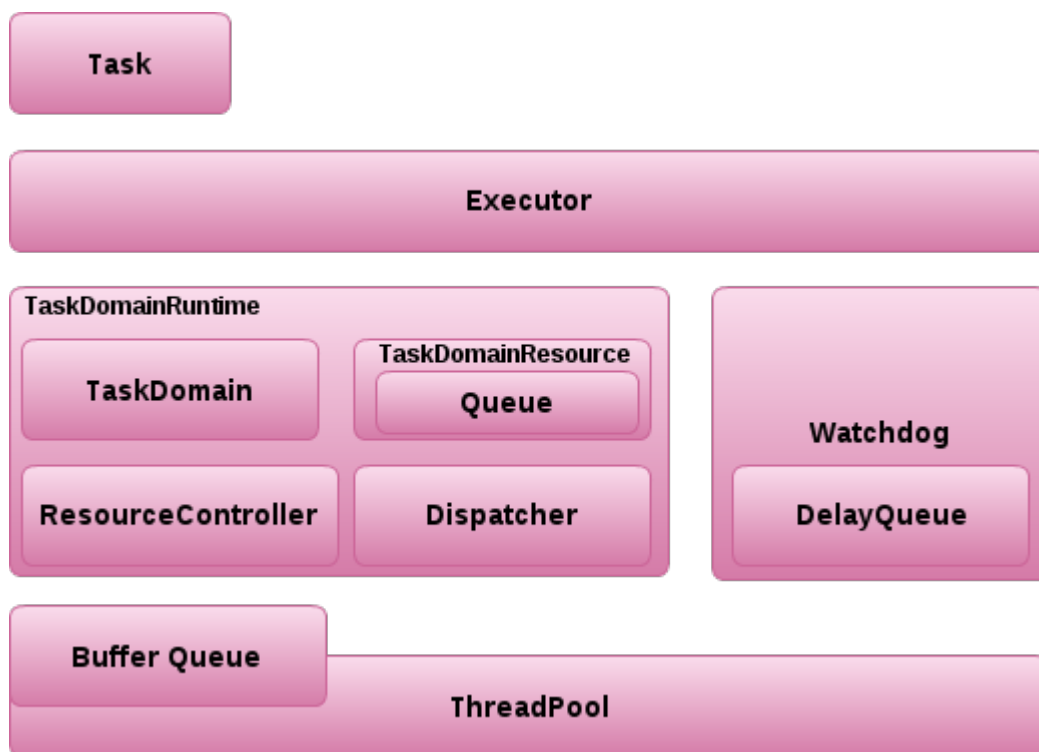 Task
Executor
TaskDomainRuntime
TaskDomain
TaskDomainResource
Queue
ResourceController
Dispatcher
Watchdog
DelayQueue
Buffer Queue
ThreadPool